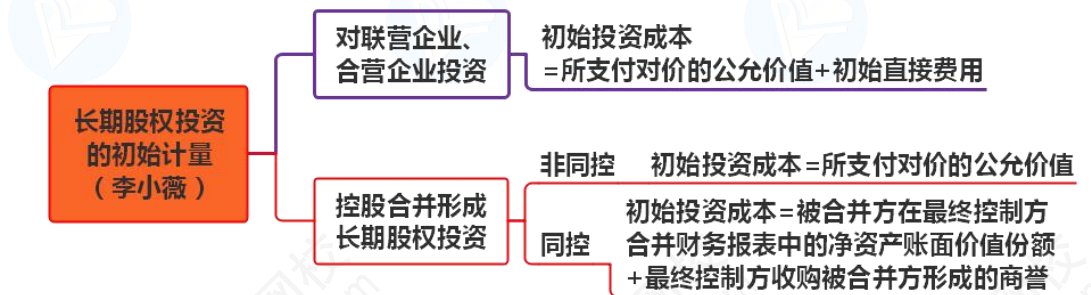 长期股权投资
的初始计量
（李小薇）
对联营企业、
合营企业投资
初始投资成本
=所支付对价的公允价值+初始直接费用
控股合并形成
长期股权投资
非同控
初始投资成本=所支付对价的公允价值
同控
初始投资成本=被合并方在最终控制方
合并财务报表中的净资产账面价值份额
+最终控制方收购被合并方形成的商誉